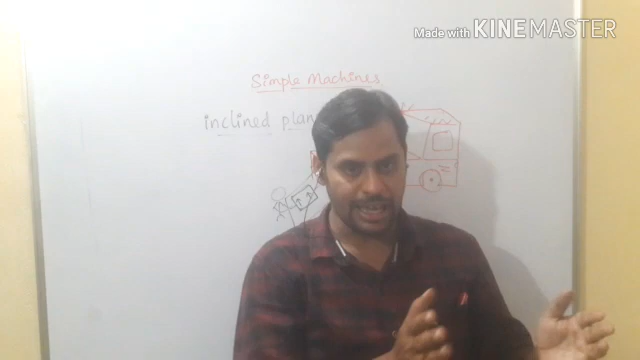 Made with KINEMASTER
Simple Machines
inclined plan